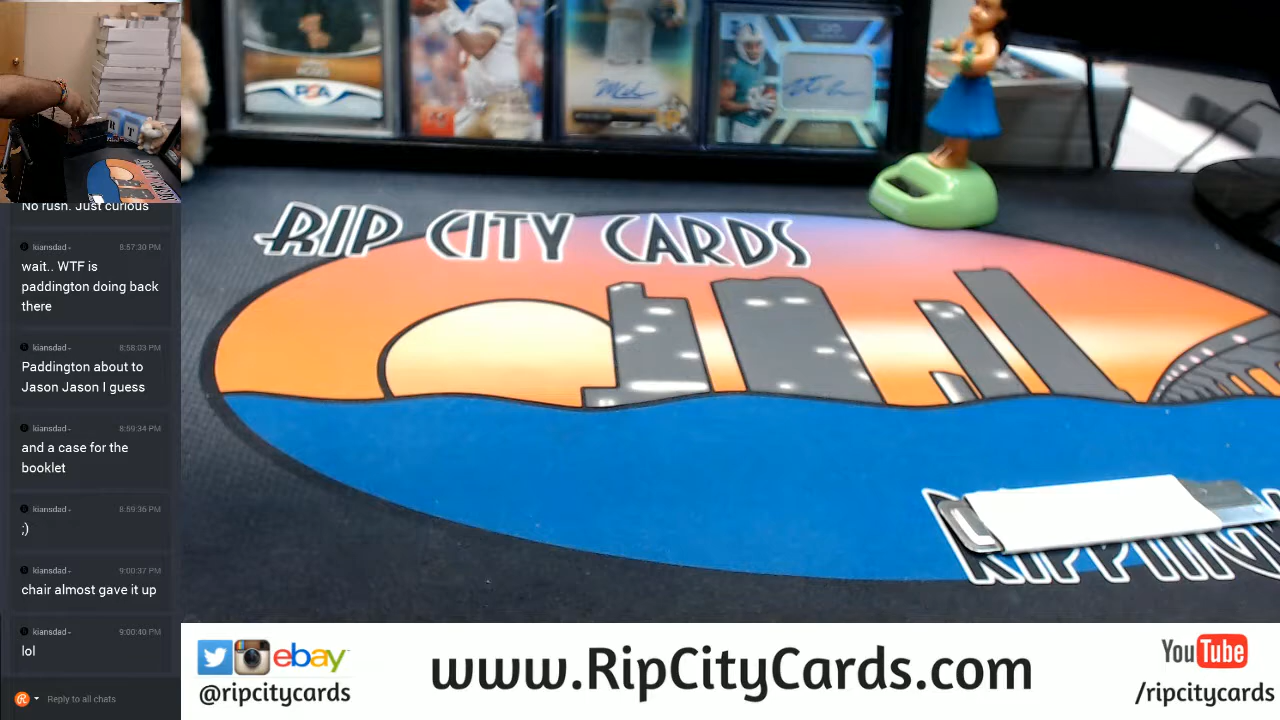 No rush. Just curious
kiansdad - 8:57:30 PM
wait.. WTF is
paddington doing back
there
kiansdad - 8:58:03 PM
Paddington about to
Jason Jason I guess
kiansdad - 8:59:34 PM
and a case for the
booklet
kiansdad - 8:59:36 PM
;)
kiansdad - 9:00:37 PM
chair almost gave it up
kiansdad - 9:00:40 PM
lol
Reply to all chats
PSA
RIP CITY CARDS
ebay
@ripcitycards
www.RipCityCards.com
YouTube
/ripcitycards